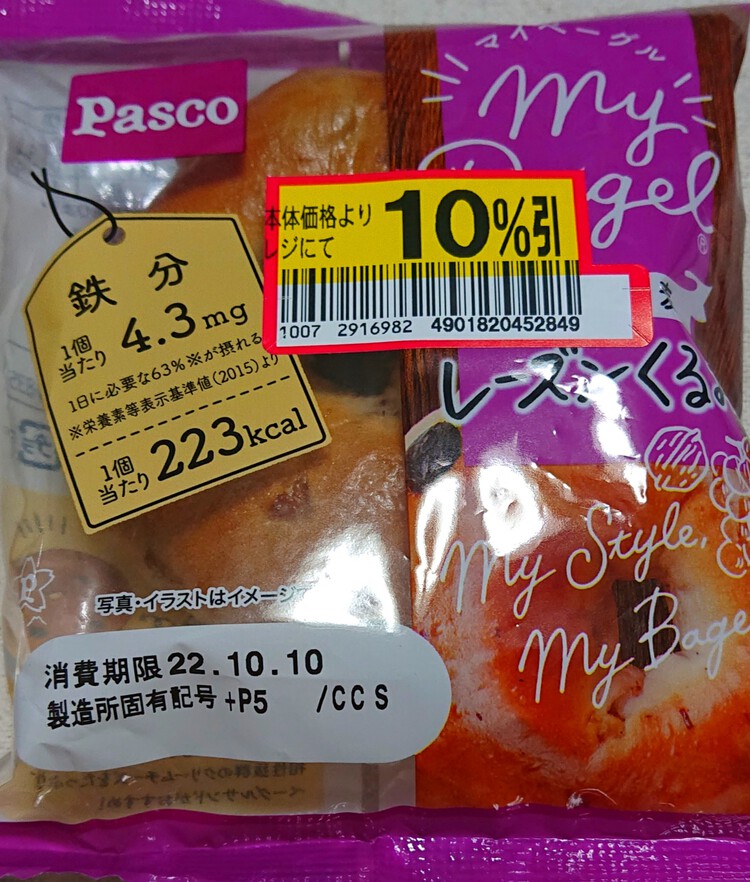 Pasco
マイベーグル
My
Bagel
®
本体価格より
レジにて
10%引
1007 2916982 4901820452849
鉄分
1個
当たり 4.3mg
1日に必要な63%※が摂れる
※栄養素等表示基準値(2015)より
1個
当たり 223kcal
レーズンくる
My Style,
My Bage
写真・イラストはイメージ
消費期限 22.10.10
製造所固有記号 +P5 /CCS